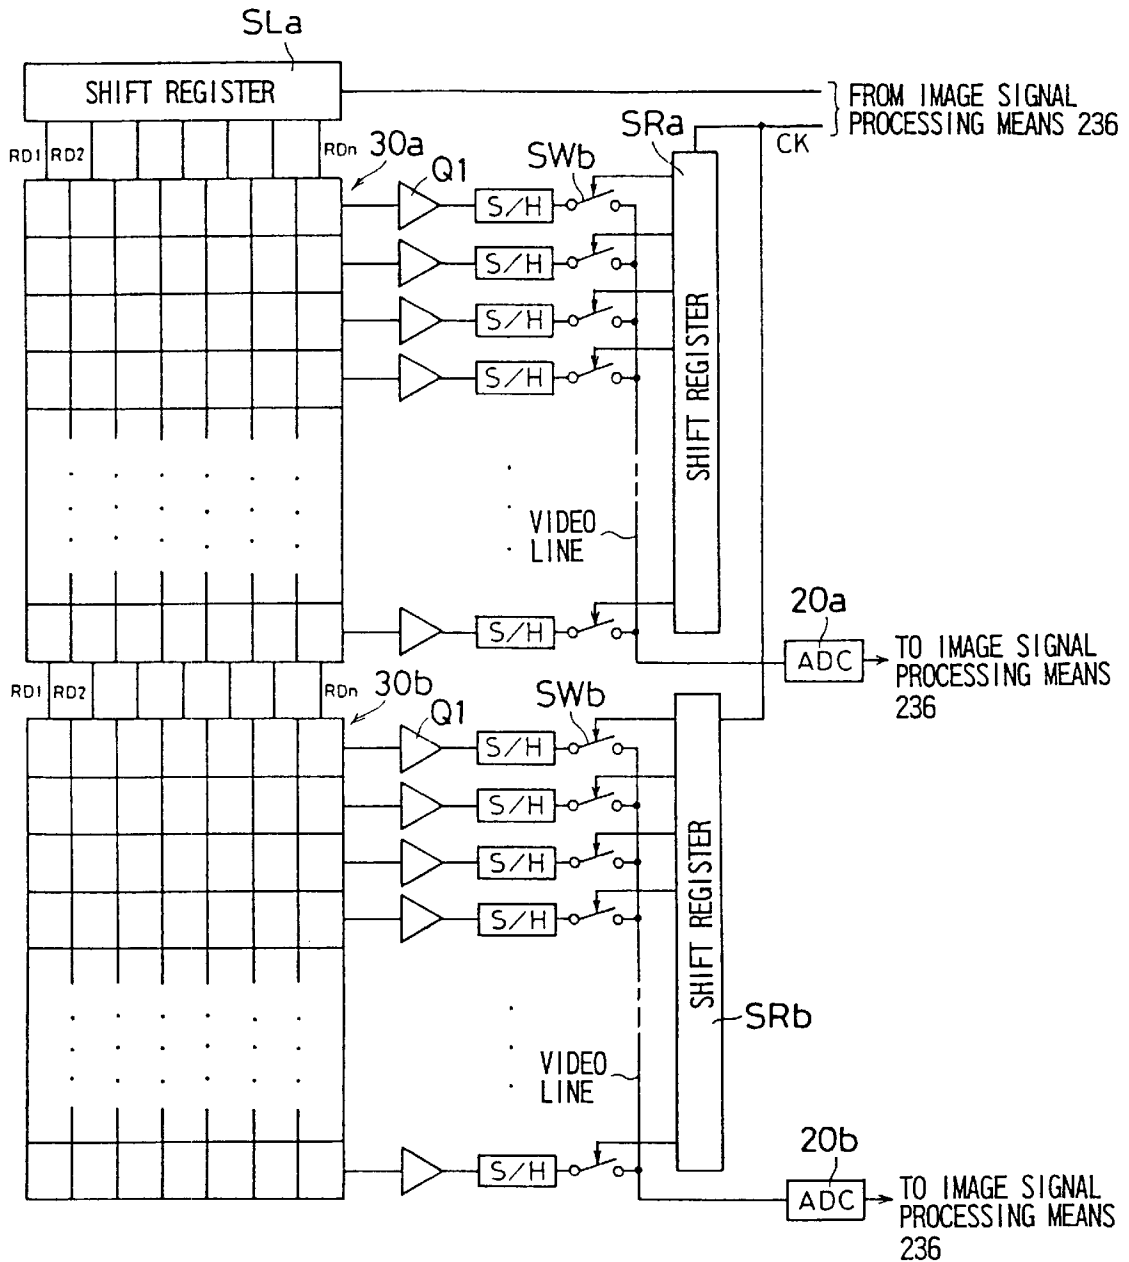 SLa
SHIFT REGISTER
FROM IMAGE SIGNAL
PROCESSING MEANS 236
CK
SRa
RD1 RD2 RDn
30a
Q1
SWb
S/H
S/H
S/H
S/H
SHIFT REGISTER
VIDEO
LINE
S/H
20a
ADC
TO IMAGE SIGNAL
PROCESSING MEANS
236
RD1 RD2 RDn
30b
Q1
SWb
S/H
S/H
S/H
S/H
SHIFT REGISTER
SRb
VIDEO
LINE
S/H
20b
ADC
TO IMAGE SIGNAL
PROCESSING MEANS
236